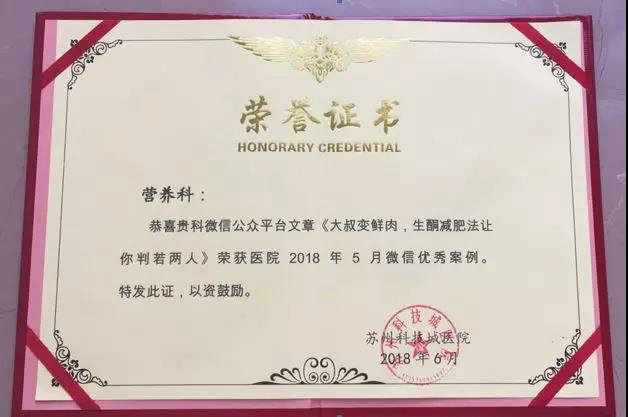 荣誉证书
HONORARY CREDENTIAL
营养科：
恭喜贵科微信公众平台文章《大叔变鲜肉，生酮减肥法让
你判若两人》荣获医院 2018 年 5 月微信优秀案例。
特发此证，以资鼓励。
苏州科技城医院
2018 年 6 月